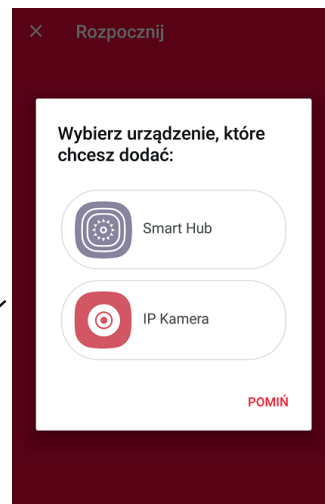 Rozpocznij
Wybierz urządzenie, które
chcesz dodać:
Smart Hub
IP Kamera
POMIŃ